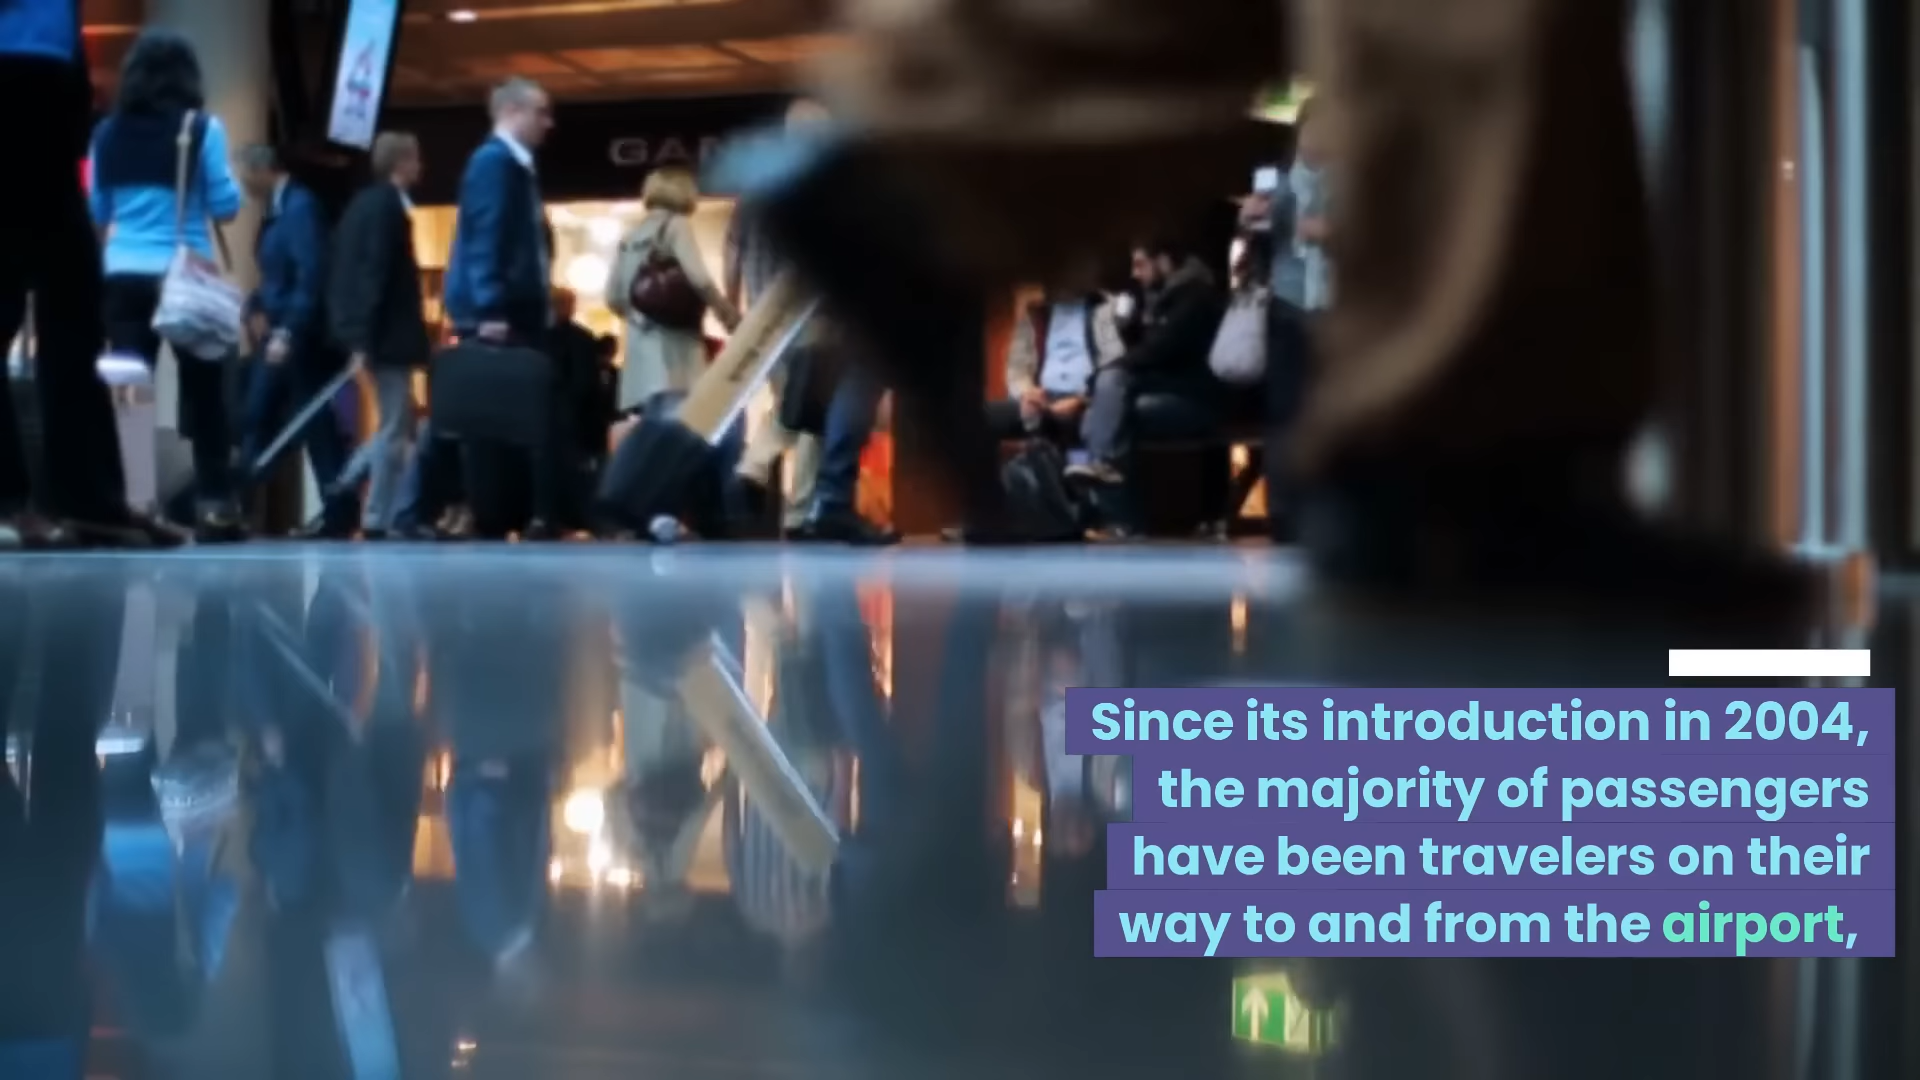 GAN
Since its introduction in 2004,
the majority of passengers
have been travelers on their
way to and from the airport,